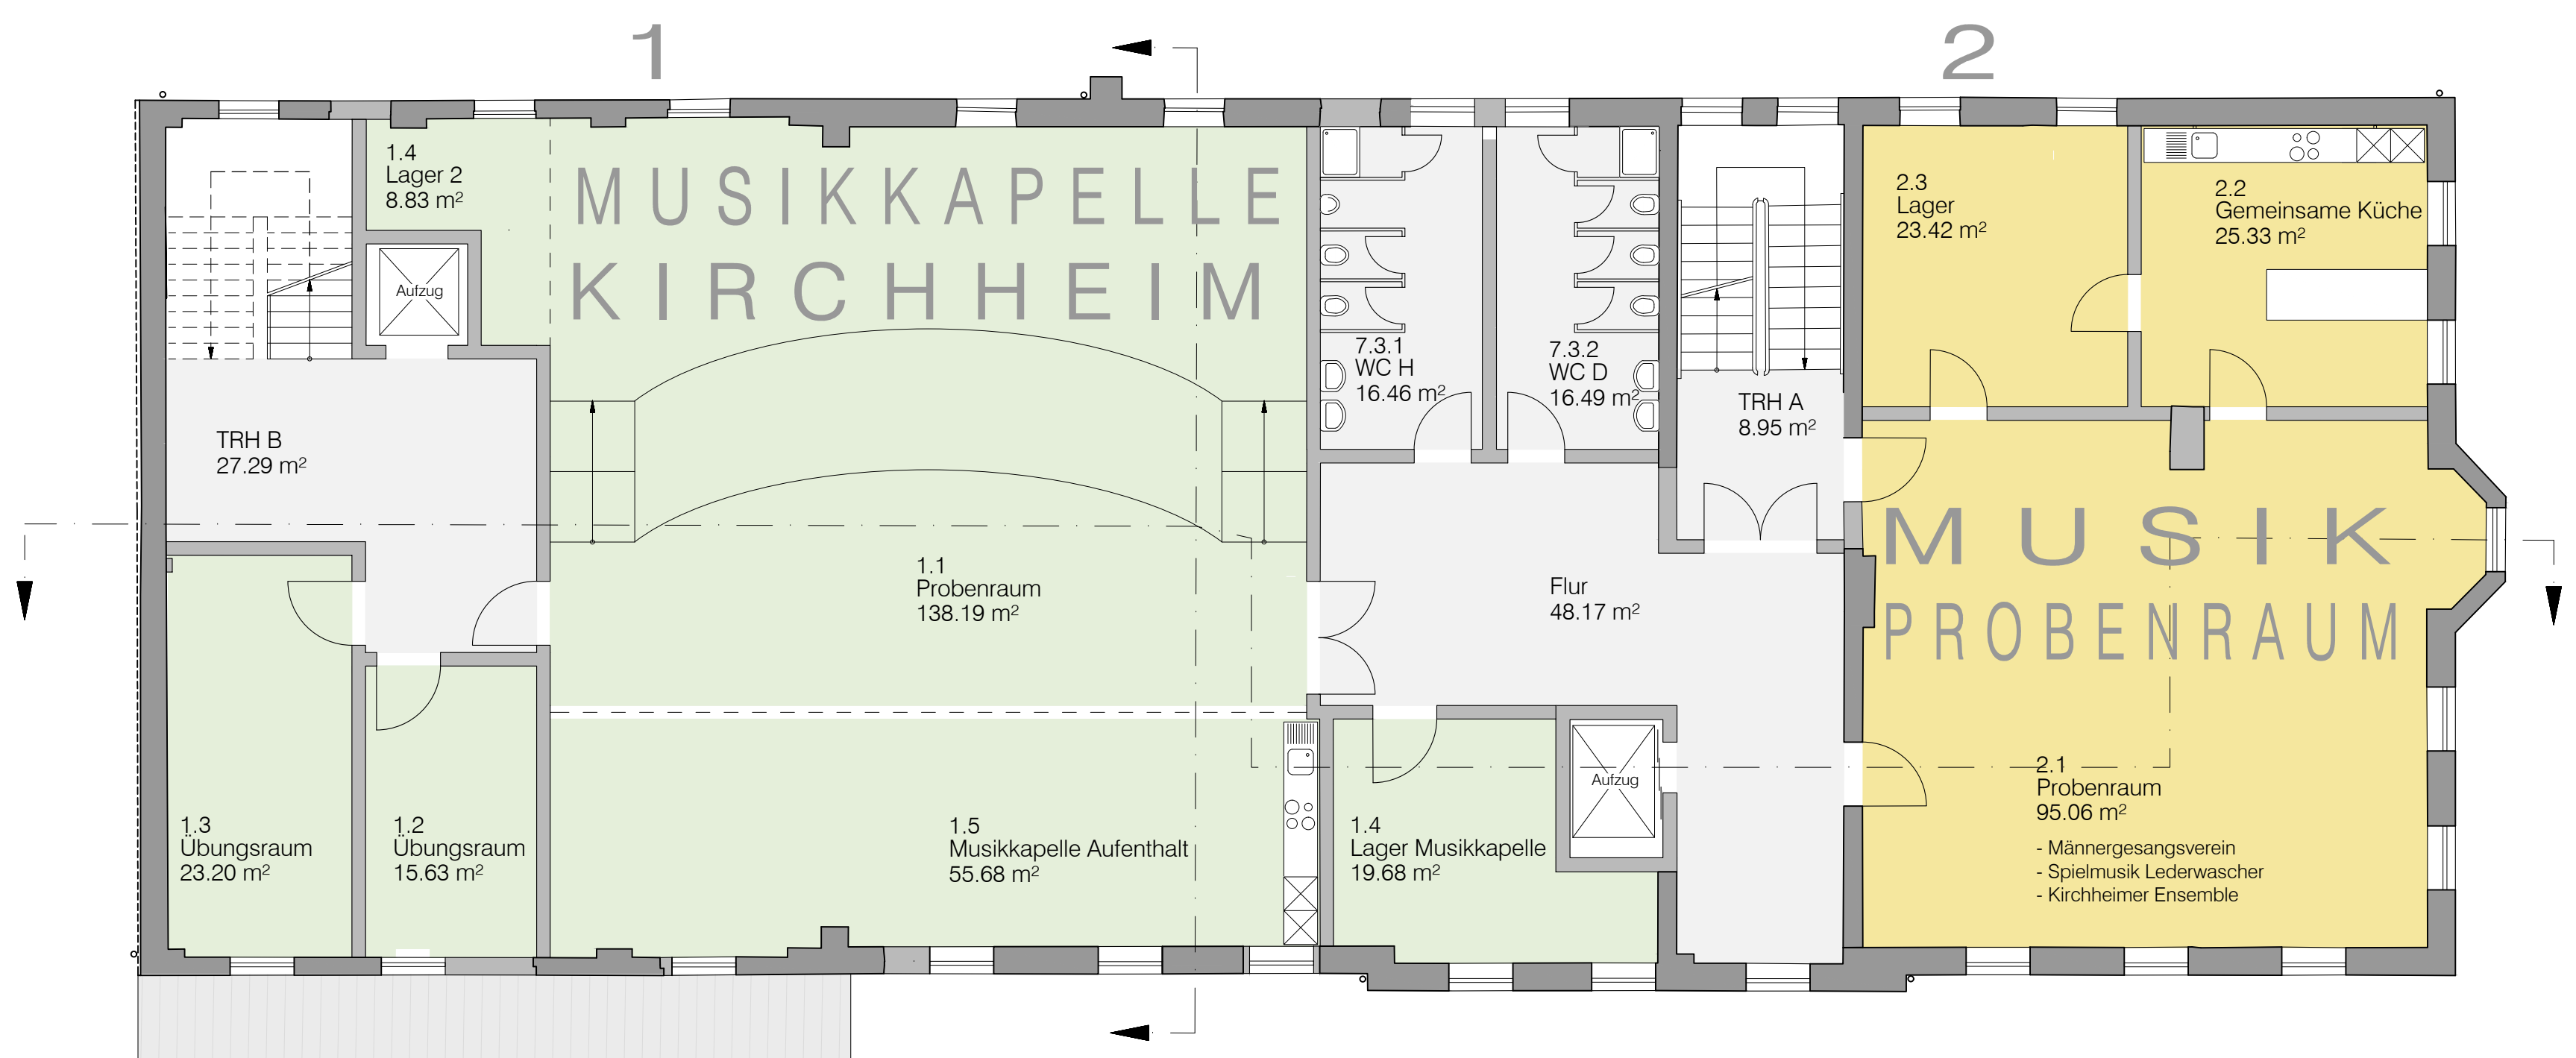 1
2
1.4
Lager 2
8.83 m²
MUSIKKAPELLE
KIRCHHEIM
Aufzug
TRH B
27.29 m²
1.1
Probenraum
138.19 m²
1.3
Übungsraum
23.20 m²
1.2
Übungsraum
15.63 m²
1.5
Musikkapelle Aufenthalt
55.68 m²
7.3.1
WC H
16.46 m²
7.3.2
WC D
16.49 m²
TRH A
8.95 m²
Flur
48.17 m²
1.4
Lager Musikkapelle
19.68 m²
Aufzug
2.3
Lager
23.42 m²
2.2
Gemeinsame Küche
25.33 m²
MUSIK
PROBENRAUM
2.1
Probenraum
95.06 m²
- Männergesangsverein
- Spielmusik Lederwascher
- Kirchheimer Ensemble